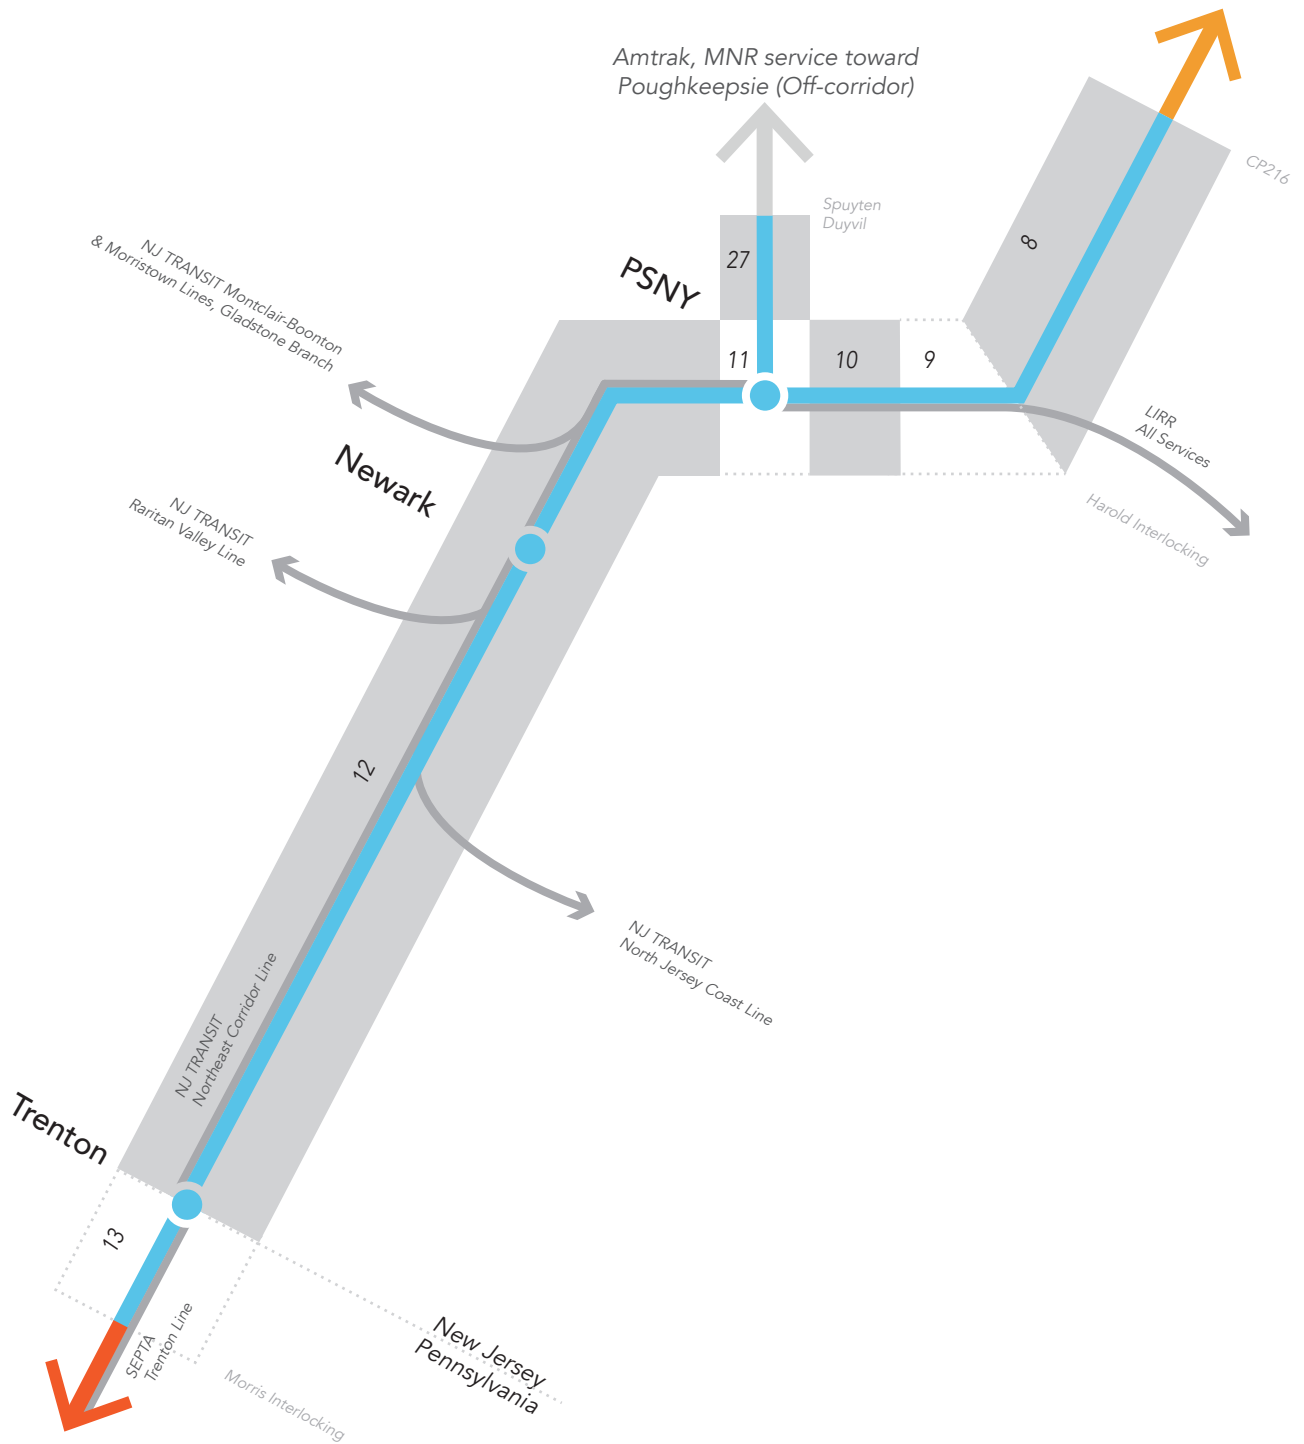 Amtrak, MNR service toward
Poughkeepsie (Off-corridor)
CP216
Spuyten
Duyvil
8
NJ TRANSIT Montclair-Boonton
& Morristown Lines, Gladstone Branch
PSNY
27
11
10
9
LIRR
All Services
Newark
Harold Interlocking
NJ TRANSIT
Raritan Valley Line
12
NJ TRANSIT
North Jersey Coast Line
NJ TRANSIT
Northeast Corridor Line
Trenton
13
SEPTA
Trenton Line
New Jersey
Pennsylvania
Morris Interlocking